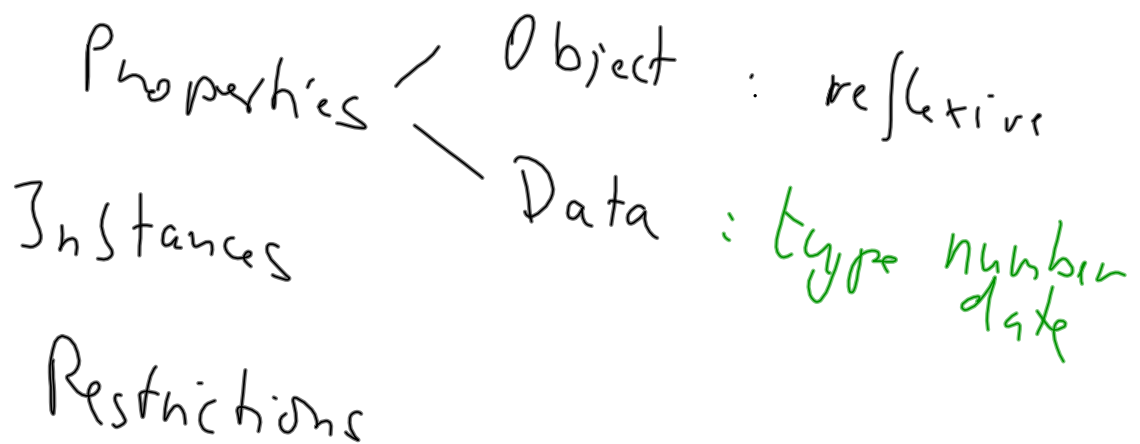 Properties Object : reflexive
Data : type number
date
Instances
Restrictions